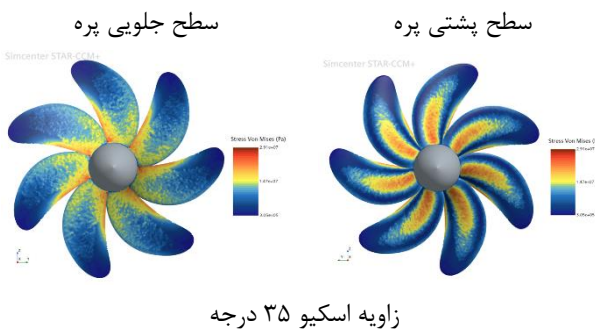 سطح پشتی پره
سطح جلویی پره
Simcenter STAR-CCM+
Simcenter STAR-CCM+
Stress Von Mises (Pa)
Stress Von Mises (
زاویه اسکیو ۳۵ درجه